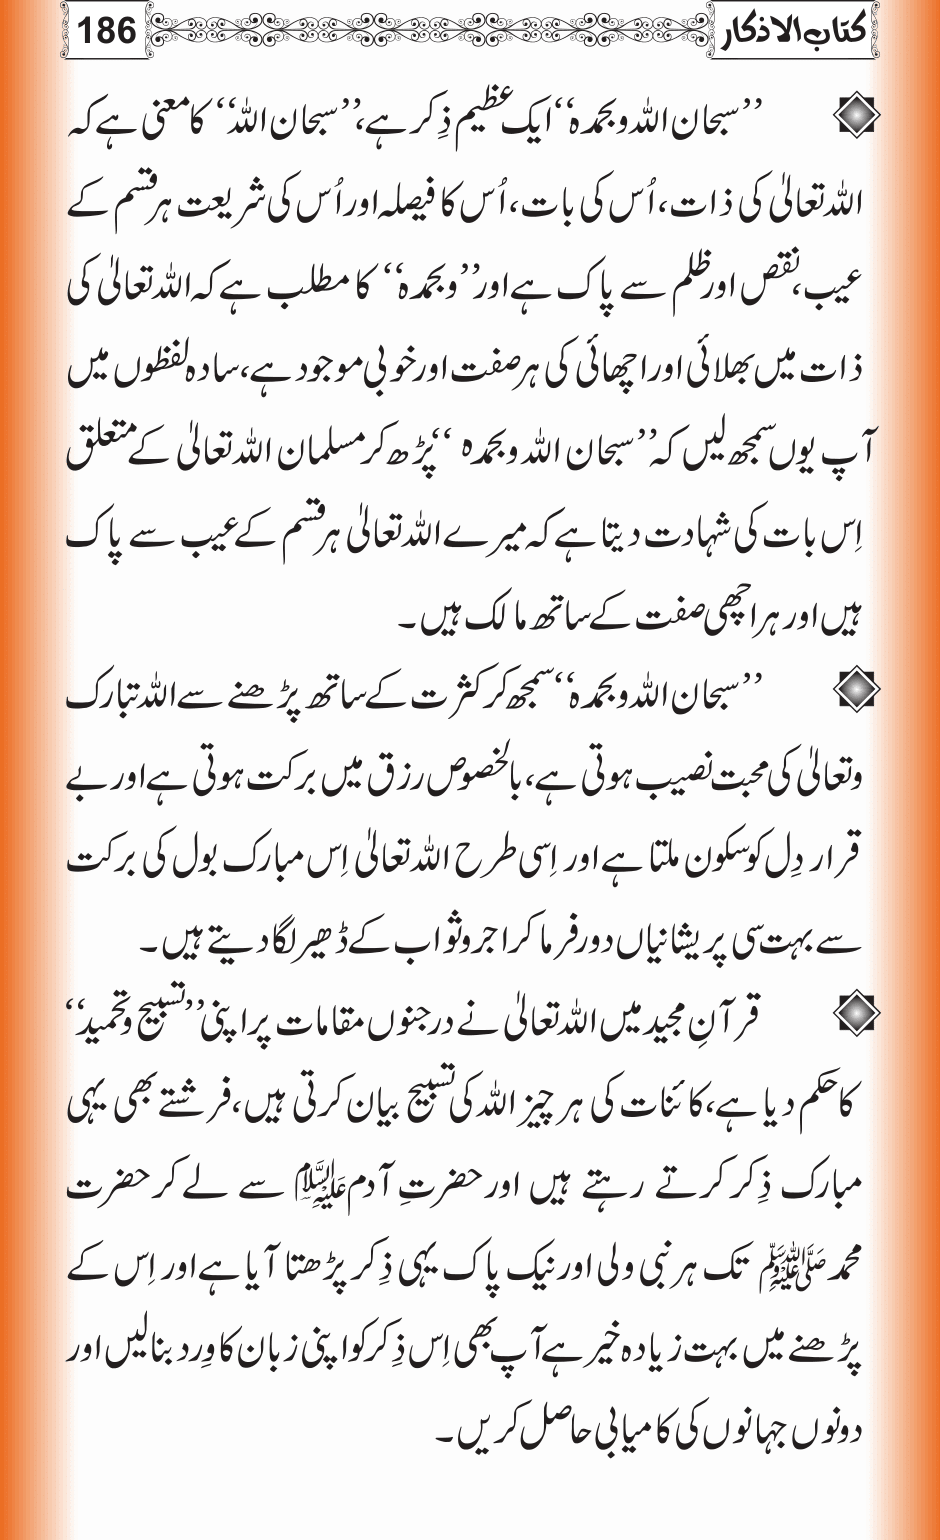 کتاب الاذکار 186
’’سبحان اللہ وبحمدہ‘‘ ایک عظیم ذِکر ہے، ’’سبحان اللہ‘‘ کا معنی ہے کہ
اللہ تعالیٰ کی ذات، اُس کی بات، اُس کا فیصلہ اور اُس کی شریعت ہر قسم کے
عیب، نقص اور ظلم سے پاک ہے اور ’’وبحمدہ‘‘ کا مطلب ہے کہ اللہ تعالیٰ کی
ذات میں بھلائی اور اچھائی کی ہر صفت اور خوبی موجود ہے، سادہ لفظوں میں
آپ یوں سمجھ لیں کہ ’’سبحان اللہ وبحمدہ‘‘ پڑھ کر مسلمان اللہ تعالیٰ کے متعلق
اِس بات کی شہادت دیتا ہے کہ میرے اللہ تعالیٰ ہر قسم کے عیب سے پاک
ہیں اور ہر اچھی صفت کے ساتھ مالک ہیں۔
’’سبحان اللہ وبحمدہ‘‘ سمجھ کر کثرت کے ساتھ پڑھنے سے اللہ تبارک
وتعالیٰ کی محبت نصیب ہوتی ہے، بالخصوص رزق میں برکت ہوتی ہے اور بے
قرار دِل کو سکون ملتا ہے اور اِسی طرح اللہ تعالیٰ اِس مبارک بول کی برکت
سے بہت سی پریشانیاں دور فرما کر اجر و ثواب کے ڈھیر لگا دیتے ہیں۔
قرآنِ مجید میں اللہ تعالیٰ نے درجنوں مقامات پر اپنی ’’تسبیح و تحمید‘‘
کا حکم دیا ہے، کائنات کی ہر چیز اللہ کی تسبیح بیان کرتی ہیں، فرشتے بھی یہی
مبارک ذِکر کرتے رہتے ہیں اور حضرتِ آدم علیہ السلام سے لے کر حضرت
محمد ﷺ تک ہر نبی ولی اور نیک پاک یہی ذِکر پڑھتا آیا ہے اور اِس کے
پڑھنے میں بہت زیادہ خیر ہے آپ بھی اِس ذِکر کو اپنی زبان کا وِرد بنالیں اور
دونوں جہانوں کی کامیابی حاصل کریں۔